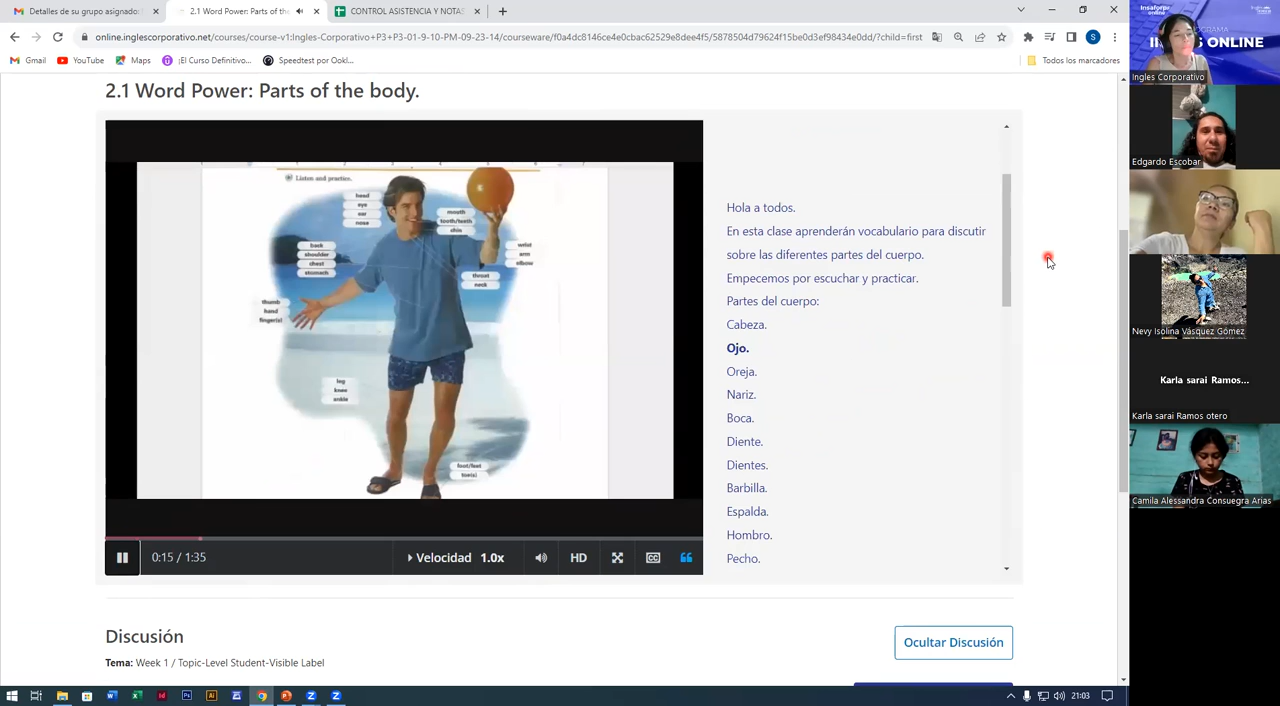 Detalles de su grupo asignado:
2.1 Word Power: Parts of the
CONTROL ASISTENCIA Y NOTAS
online.inglescorporativo.net/courses/course-v1:Ingles-Corporativo+P3+P3-01-9-10-PM-09-23-1
Gmail
YouTube
Maps
¡El Curso Definitivo...
Speedtest por Ookl...
Todos los marcadores
2.1 Word Power: Parts of the body.
Listen and practice.
head
eye
ear
nose
mouth
tooth/teeth
chin
back
shoulder
chest
stomach
wrist
arm
elbow
throat
neck
thumb
hand
finger(s)
leg
knee
ankle
foot/feet
toe(s)
Hola a todos.
En esta clase aprenderán vocabulario para discutir
sobre las diferentes partes del cuerpo.
Empecemos por escuchar y practicar.
Partes del cuerpo:
Cabeza.
Ojo.
Oreja.
Nariz.
Boca.
Diente.
Dientes.
Barbilla.
Espalda.
Hombro.
Pecho.
0:15 / 1:35
Velocidad 1.0x
HD
CC
Discusión
Ocultar Discusión
Tema: Week 1 / Topic-Level Student-Visible Label
21:03
ONLINE
Ingles Corporativo
Edgardo Escobar
Nevy Isolina Vásquez Gómez
Karla sarai Ramos...
Karla sarai Ramos otero
Camila Alessandra Consuegra Arias